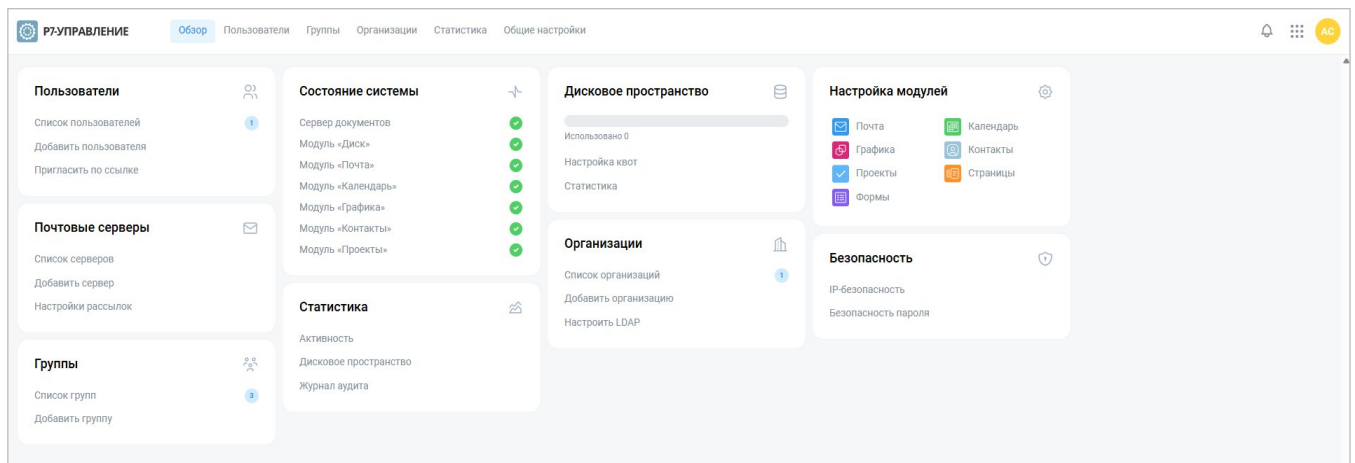 Р7-УПРАВЛЕНИЕ
Обзор Пользователи Группы Организации Статистика Общие настройки
АС
Пользователи
Список пользователей 1
Добавить пользователя
Пригласить по ссылке
Почтовые серверы
Список серверов
Добавить сервер
Настройки рассылок
Группы
Список групп 3
Добавить группу
Состояние системы
Сервер документов
Модуль «Диск»
Модуль «Почта»
Модуль «Календарь»
Модуль «Графика»
Модуль «Контакты»
Модуль «Проекты»
Статистика
Активность
Дисковое пространство
Журнал аудита
Дисковое пространство
Использовано 0
Настройка квот
Статистика
Организации
Список организаций 1
Добавить организацию
Настроить LDAP
Настройка модулей
Почта Календарь
Графика Контакты
Проекты Страницы
Формы
Безопасность
IP-безопасность
Безопасность пароля